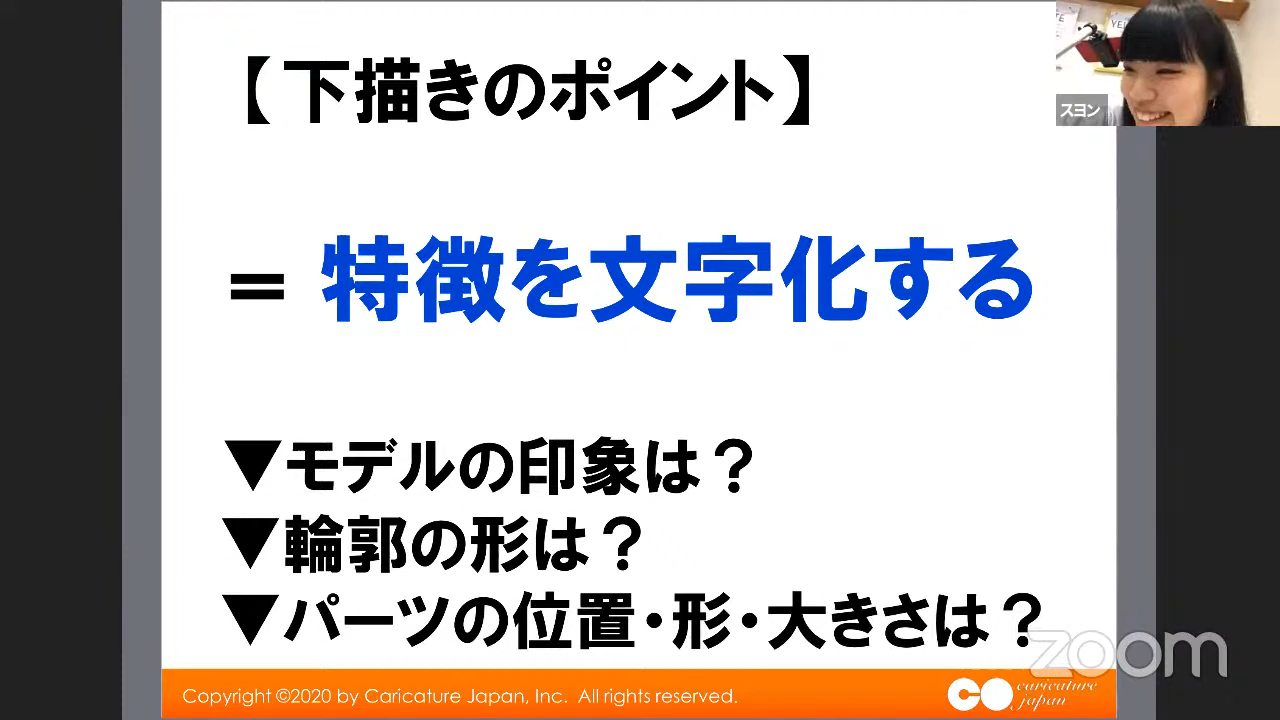 【下描きのポイント】
スヨン
＝ 特徴を文字化する
▼モデルの印象は？
▼輪郭の形は？
▼パーツの位置・形・大きさは？
zoom
Copyright ©2020 by Caricature Japan, Inc.  All rights reserved.
caricature
japan